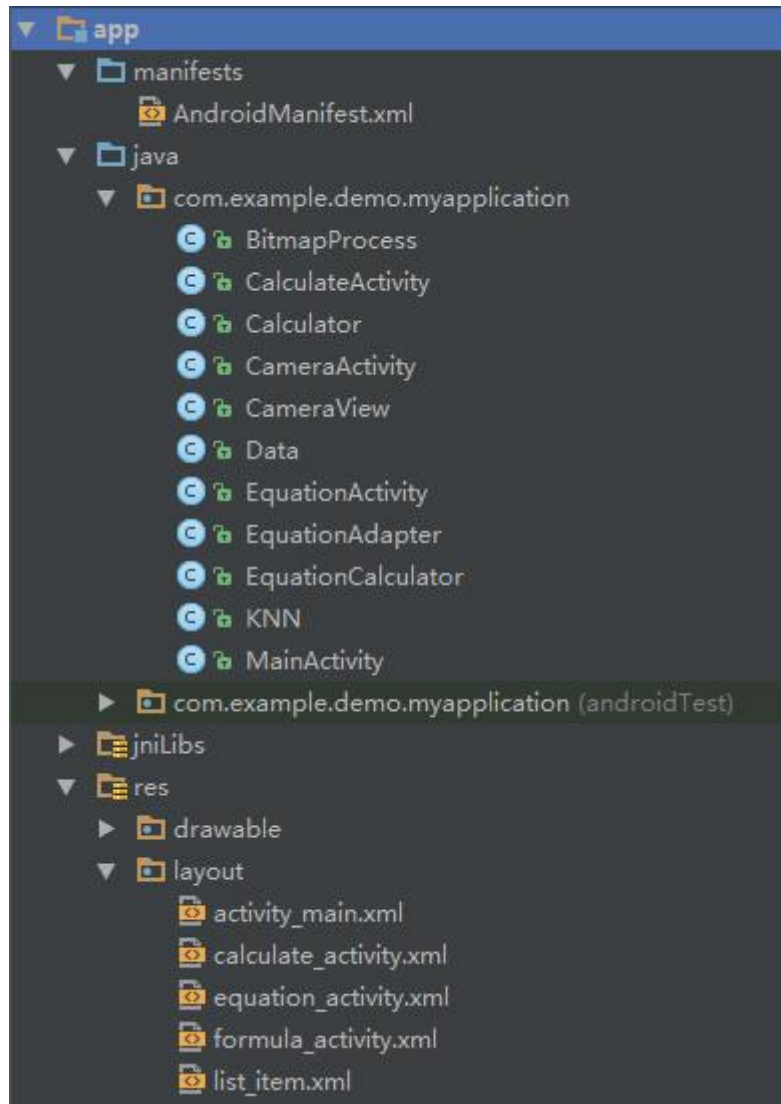 app
manifests
AndroidManifest.xml
java
com.example.demo.myapplication
C BitmapProcess
C CalculateActivity
C Calculator
C CameraActivity
C CameraView
C Data
C EquationActivity
C EquationAdapter
C EquationCalculator
C KNN
C MainActivity
com.example.demo.myapplication (androidTest)
jniLibs
res
drawable
layout
activity_main.xml
calculate_activity.xml
equation_activity.xml
formula_activity.xml
list_item.xml